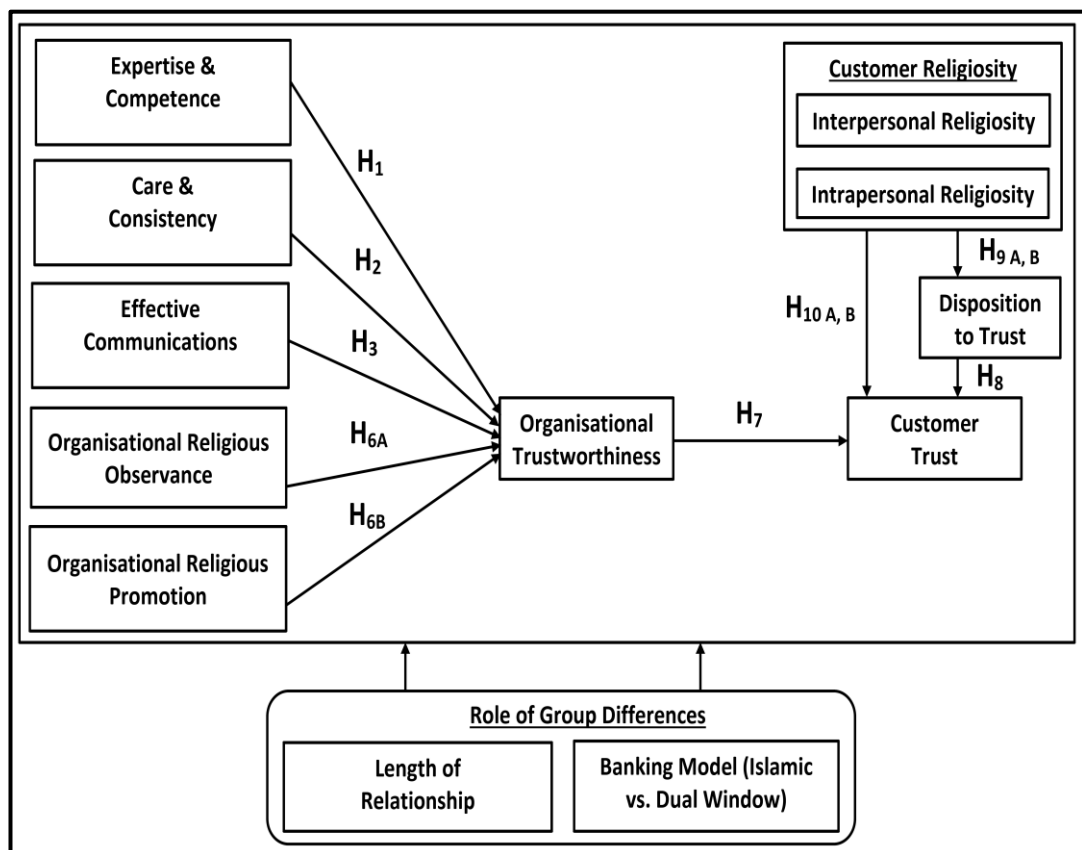 Expertise &
Competence
Care &
Consistency
Effective
Communications
Organisational Religious
Observance
Organisational Religious
Promotion
H1
H2
H3
H6A
H6B
Organisational
Trustworthiness
H7
Customer Religiosity
Interpersonal Religiosity
Intrapersonal Religiosity
H9 A, B
H10 A, B
Disposition
to Trust
H8
Customer
Trust
Role of Group Differences
Length of
Relationship
Banking Model (Islamic
vs. Dual Window)